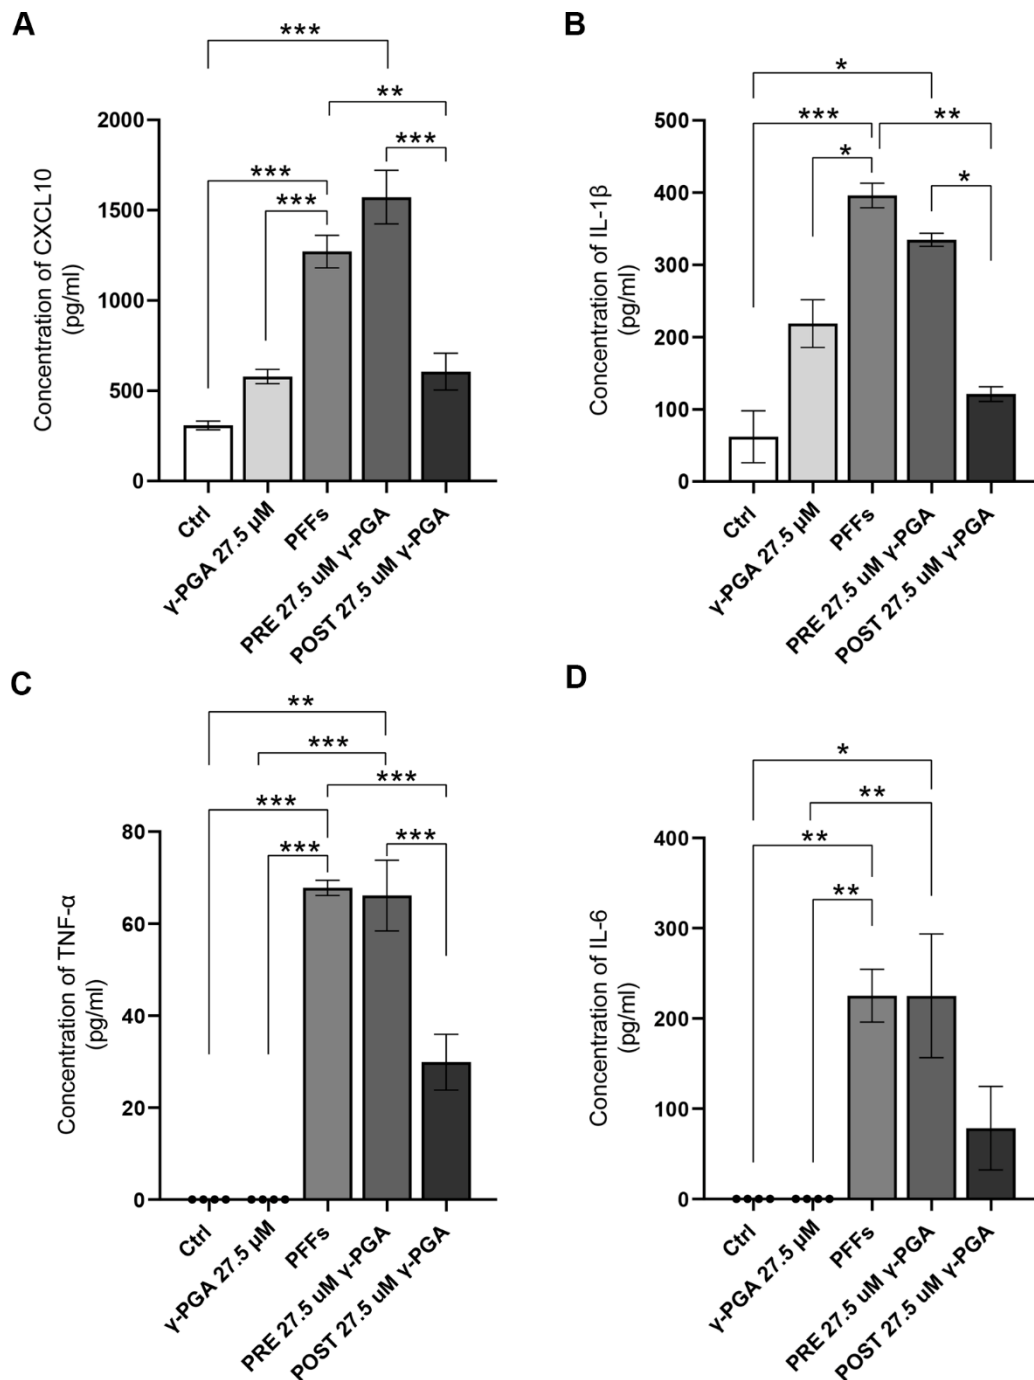 A
***
**
***
***
***
Concentration of CXCL10
(pg/ml)
2000
1500
1000
500
0
Ctrl
γ-PGA 27.5 µM
PFFs
PRE 27.5 uM γ-PGA
POST 27.5 uM γ-PGA
B
*
***
**
*
*
Concentration of IL-1β
(pg/ml)
500
400
300
200
100
0
Ctrl
γ-PGA 27.5 µM
PFFs
PRE 27.5 uM γ-PGA
POST 27.5 uM γ-PGA
C
**
***
***
***
***
***
Concentration of TNF-α
(pg/ml)
80
60
40
20
0
Ctrl
γ-PGA 27.5 µM
PFFs
PRE 27.5 uM γ-PGA
POST 27.5 uM γ-PGA
D
*
**
**
**
Concentration of IL-6
(pg/ml)
400
300
200
100
0
Ctrl
γ-PGA 27.5 µM
PFFs
PRE 27.5 uM γ-PGA
POST 27.5 uM γ-PGA